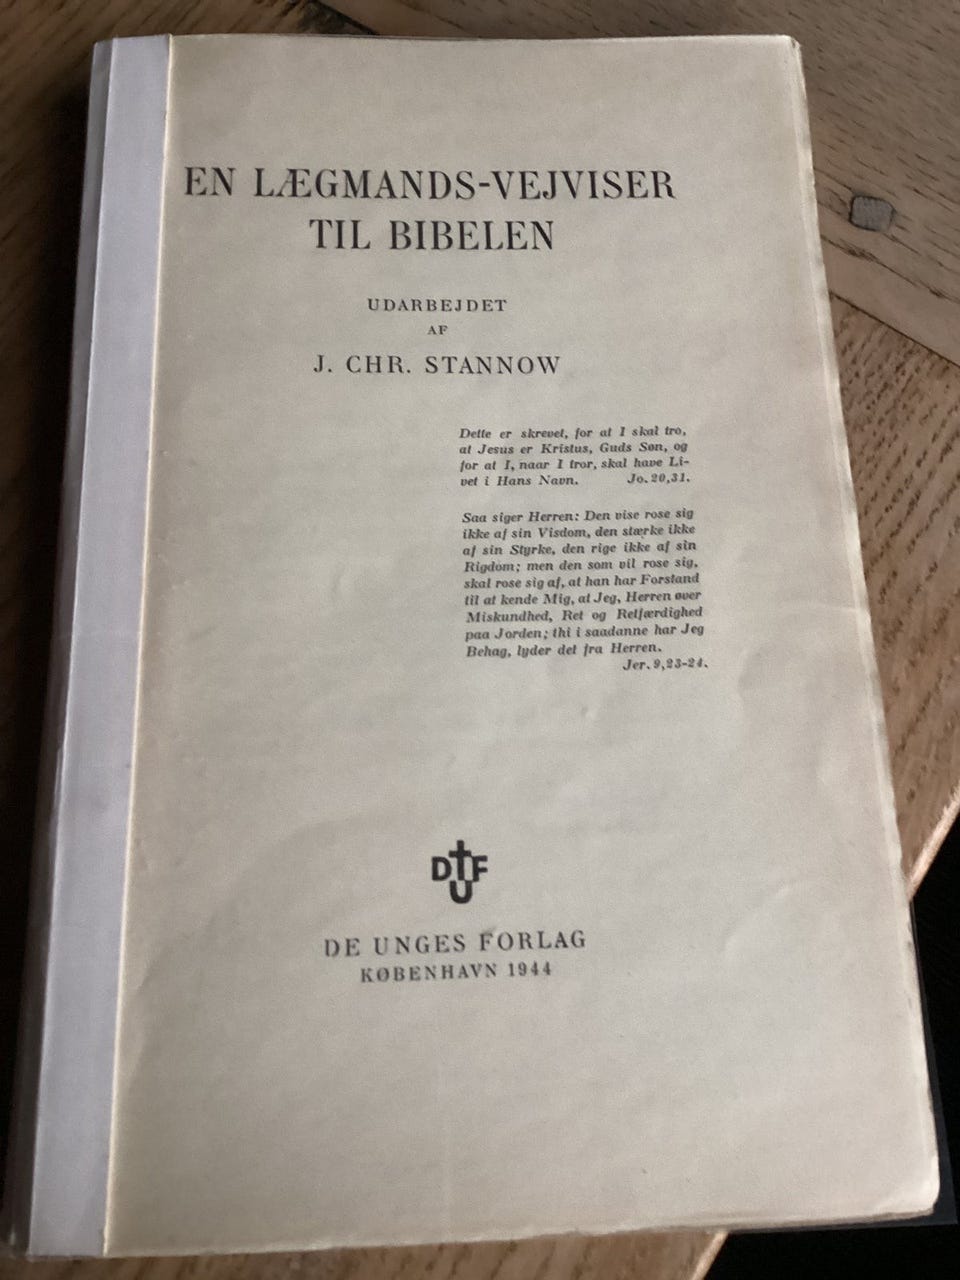 EN LÆGMANDS-VEJVISER
TIL BIBELEN
UDARBEJDET
AF
J. CHR. STANNOW
Dette er skrevet, for at I skal tro,
at Jesus er Kristus, Guds Søn, og
for at I, naar I tror, skal have Li-
vet i Hans Navn. Jo. 20,31.
Saa siger Herren: Den vise rose sig
ikke af sin Visdom, den stærke ikke
af sin Styrke, den rige ikke af sin
Rigdom; men den som vil rose sig,
skal rose sig af, at han har Forstand
til at kende Mig, at Jeg, Herren øver
Miskundhed, Ret og Retfærdighed
paa Jorden; thi i saadanne har Jeg
Behag, lyder det fra Herren.
Jer. 9,23-24.
DUF
DE UNGES FORLAG
KØBENHAVN 1944